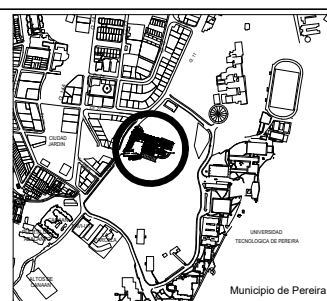 CIUDAD
JARDIN
UNIVERSIDAD
TECNOLOGICA DE PEREIRA
ALTOS DE
CANAAN
Municipio de Pereira